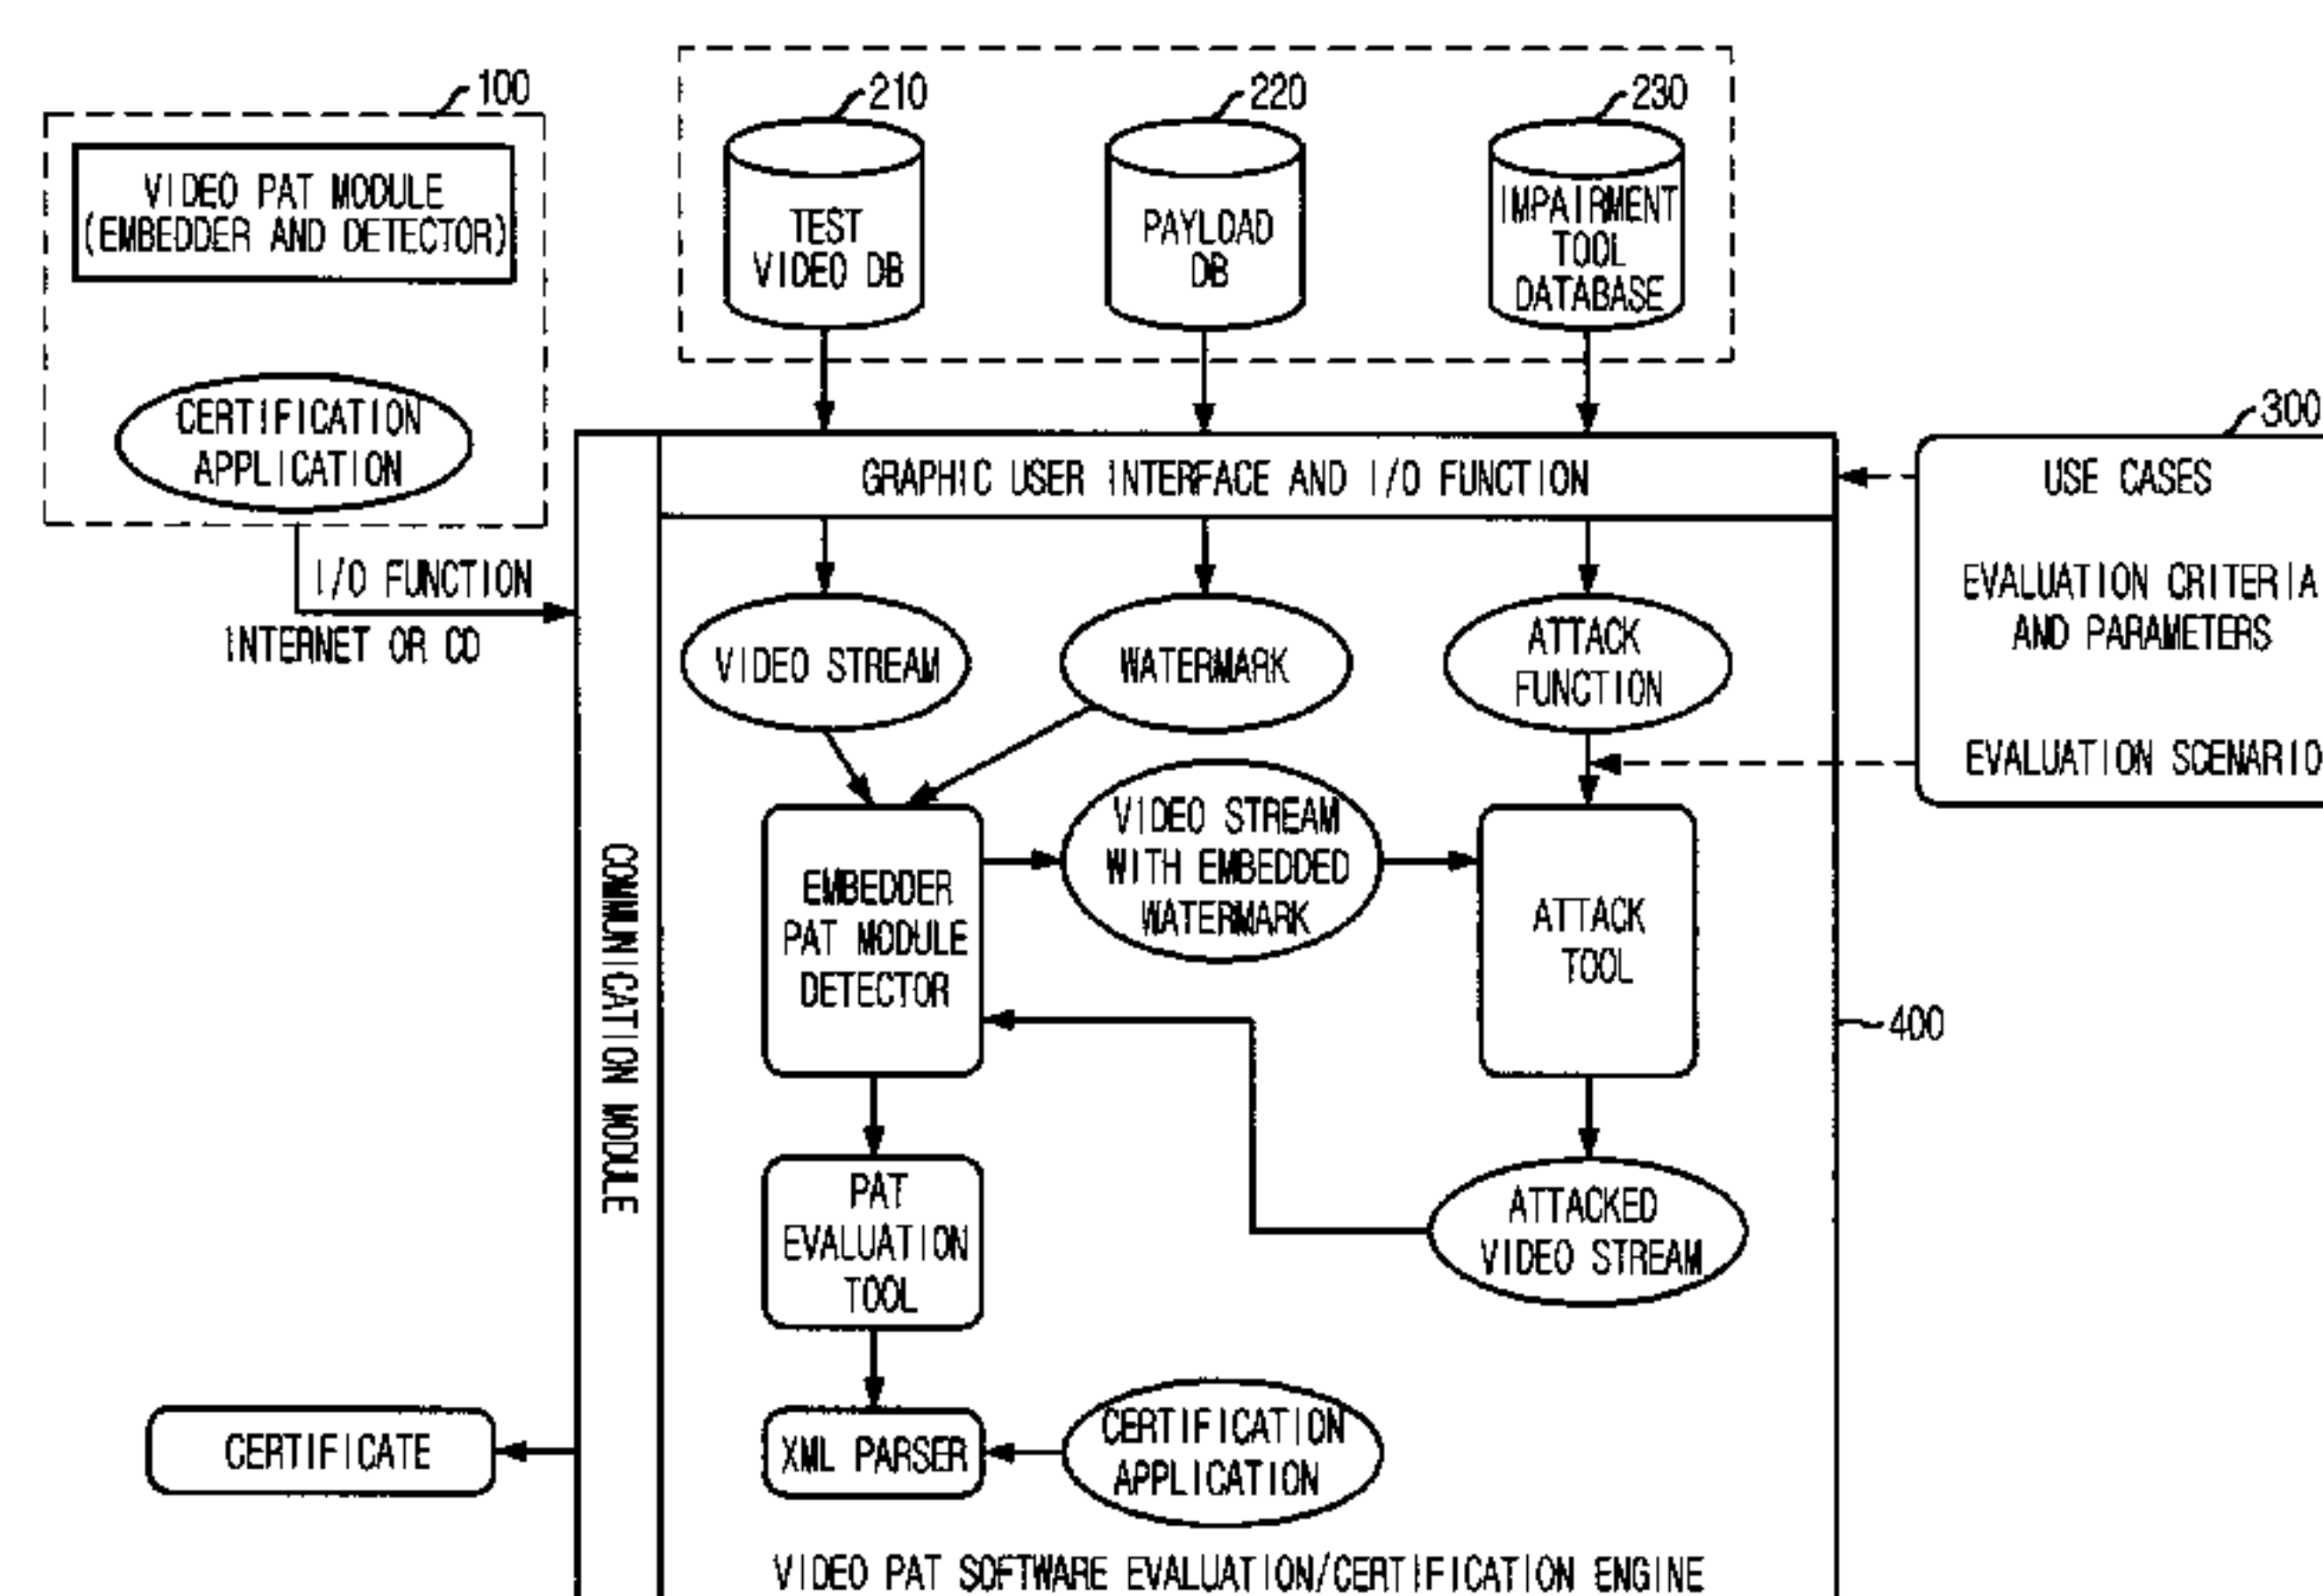 100
VIDEO PAT MODULE
(EMBEDDER AND DETECTOR)
CERTIFICATION
APPLICATION
I/O FUNCTION
INTERNET OR CD
210
TEST
VIDEO DB
220
PAYLOAD
DB
230
IMPAIRMENT
TOOL
DATABASE
GRAPHIC USER INTERFACE AND I/O FUNCTION
300
USE CASES
EVALUATION CRITERIA
AND PARAMETERS
EVALUATION SCENARIO
COMMUNICATION MODULE
VIDEO STREAM
WATERMARK
ATTACK
FUNCTION
EMBEDDER
PAT MODULE
DETECTOR
VIDEO STREAM
WITH EMBEDDED
WATERMARK
ATTACK
TOOL
400
PAT
EVALUATION
TOOL
ATTACKED
VIDEO STREAM
CERTIFICATE
XML PARSER
CERTIFICATION
APPLICATION
VIDEO PAT SOFTWARE EVALUATION/CERTIFICATION ENGINE